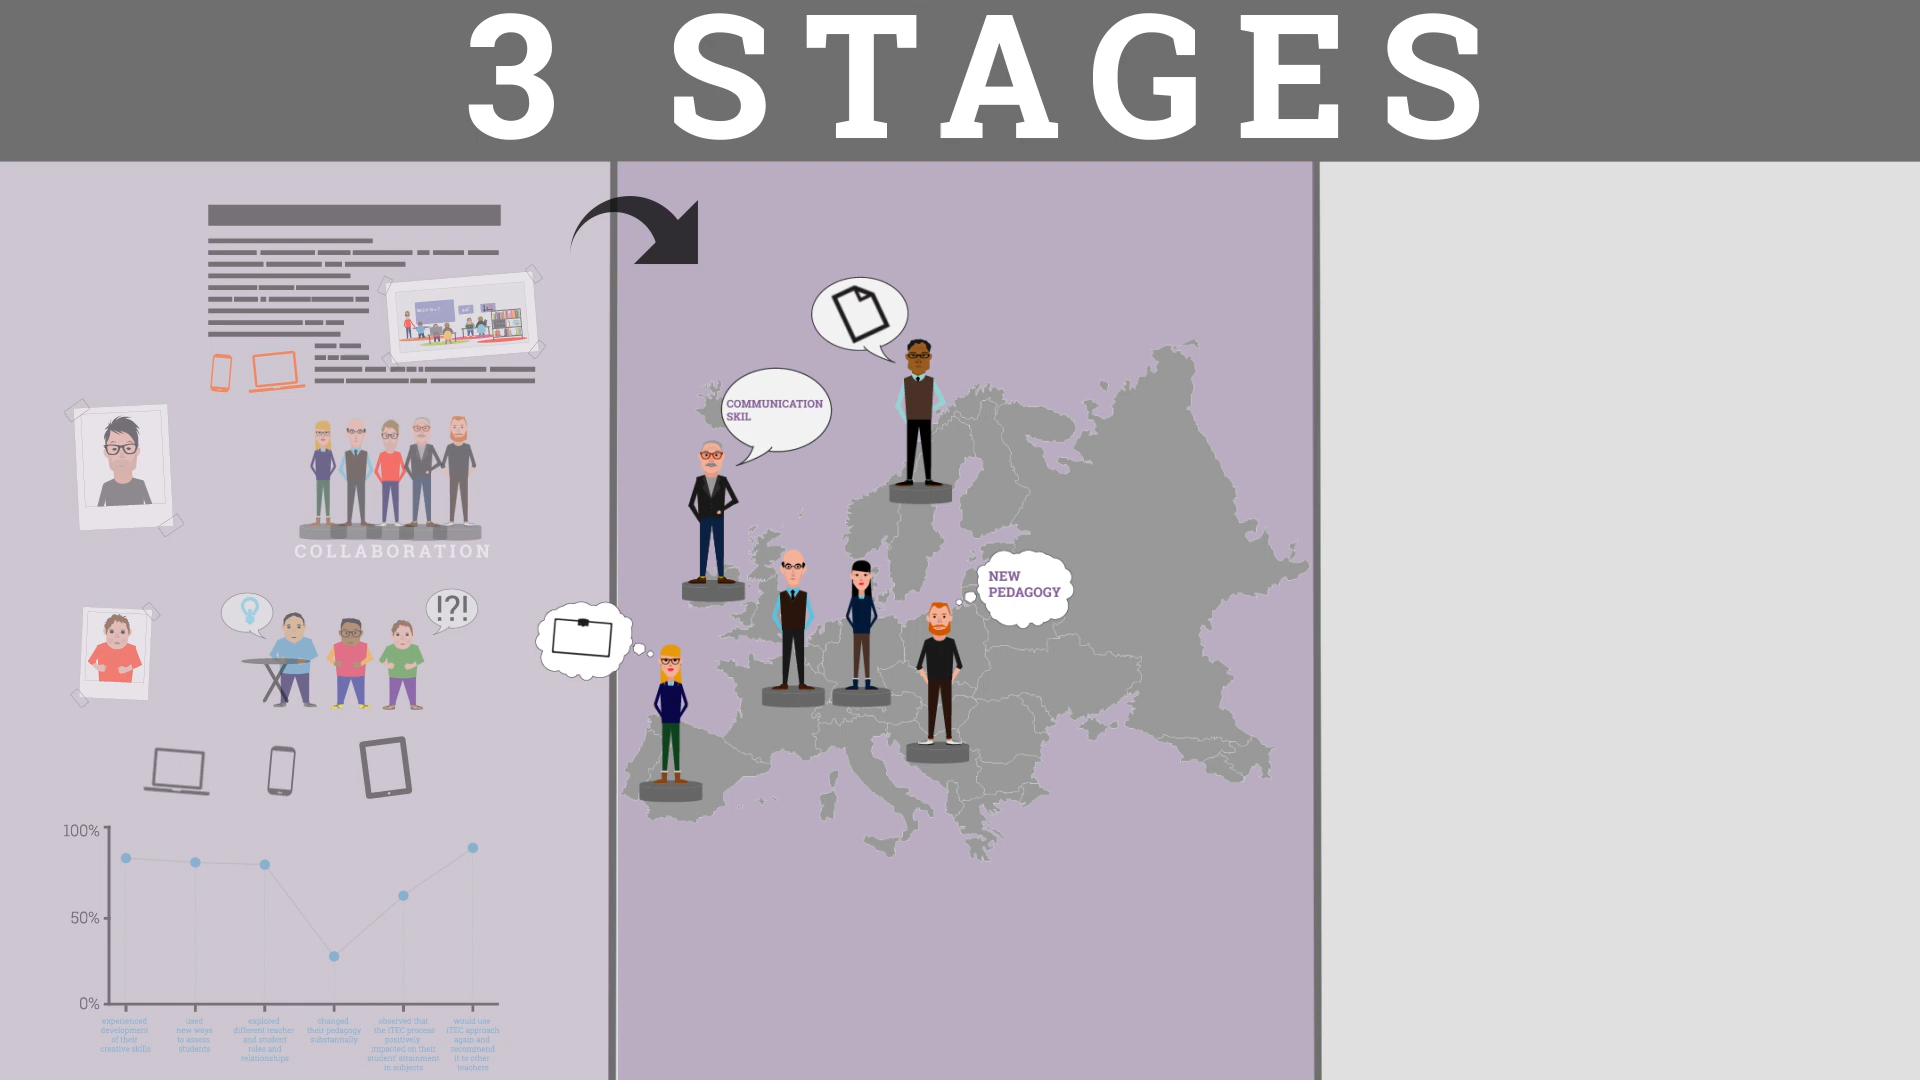 3 STAGES
COLLABORATION
!?!
100%
50%
0%
experienced
development
of their
creative skills
used
new ways
to assess
students
explored
different teacher
and student
roles and
relationships
changed
their pedagogy
substantially
observed that
the iTEC process
positively
impacted on their
student' attainment
in subjects
would use
iTEC approach
again and
recommend
it to other
teachers
COMMUNICATION
SKIL
NEW
PEDAGOGY